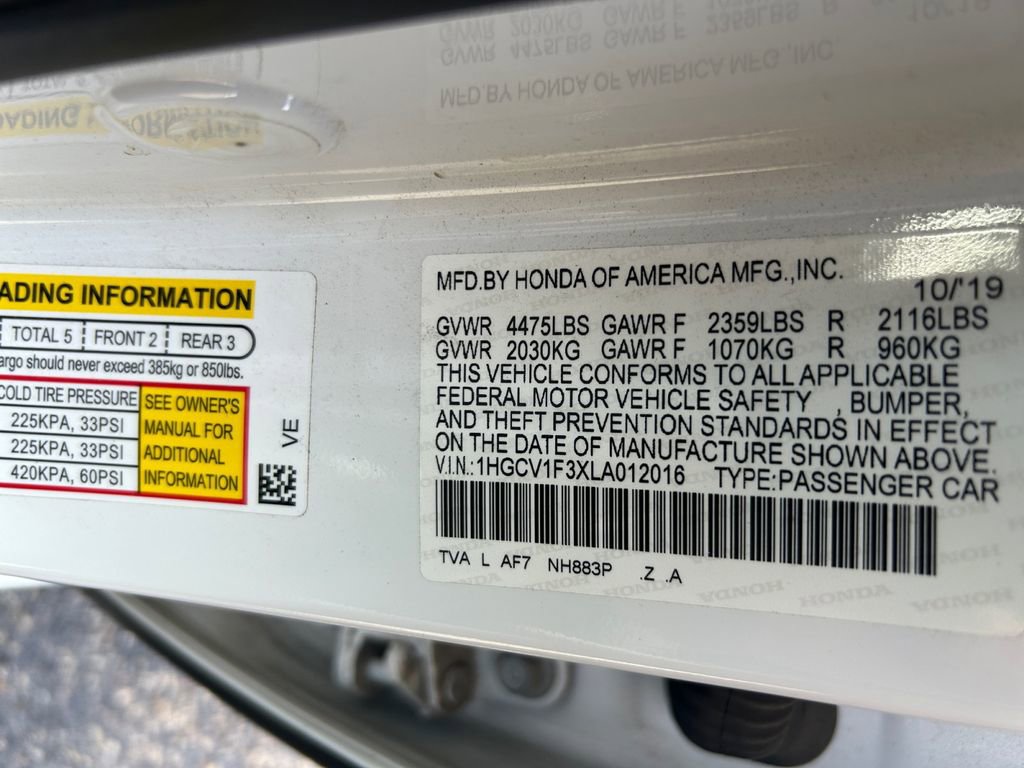 ADING INFORMATION
TOTAL 5 FRONT 2 REAR 3
argo should never exceed 385kg or 850lbs.
COLD TIRE PRESSURE
225KPA, 33PSI
225KPA, 33PSI
420KPA, 60PSI
SEE OWNER'S
MANUAL FOR
ADDITIONAL
INFORMATION
VE
MFD.BY HONDA OF AMERICA MFG.,INC. 10/'19
GVWR 4475LBS GAWR F 2359LBS R 2116LBS
GVWR 2030KG GAWR F 1070KG R 960KG
THIS VEHICLE CONFORMS TO ALL APPLICABLE
FEDERAL MOTOR VEHICLE SAFETY , BUMPER,
AND THEFT PREVENTION STANDARDS IN EFFECT
ON THE DATE OF MANUFACTURE SHOWN ABOVE.
V.I.N.:1HGCV1F3XLA012016 TYPE:PASSENGER CAR
TVA L AF7 NH883P .Z .A